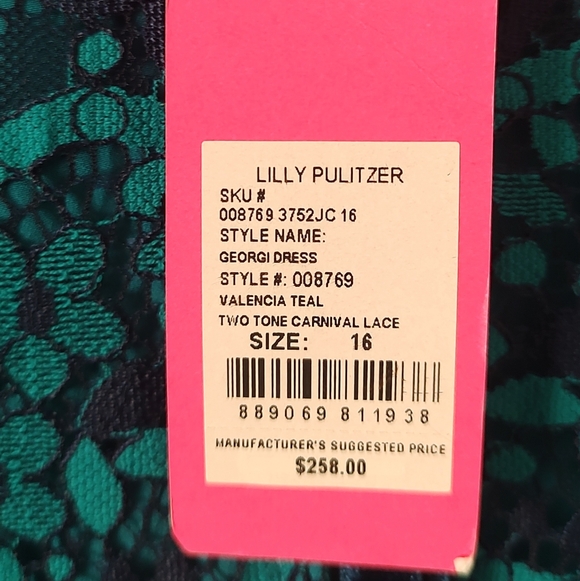 LILLY PULITZER
SKU #
008769 3752JC 16
STYLE NAME:
GEORGI DRESS
STYLE #: 008769
VALENCIA TEAL
TWO TONE CARNIVAL LACE
SIZE: 16
889069 811938
MANUFACTURER'S SUGGESTED PRICE
$258.00